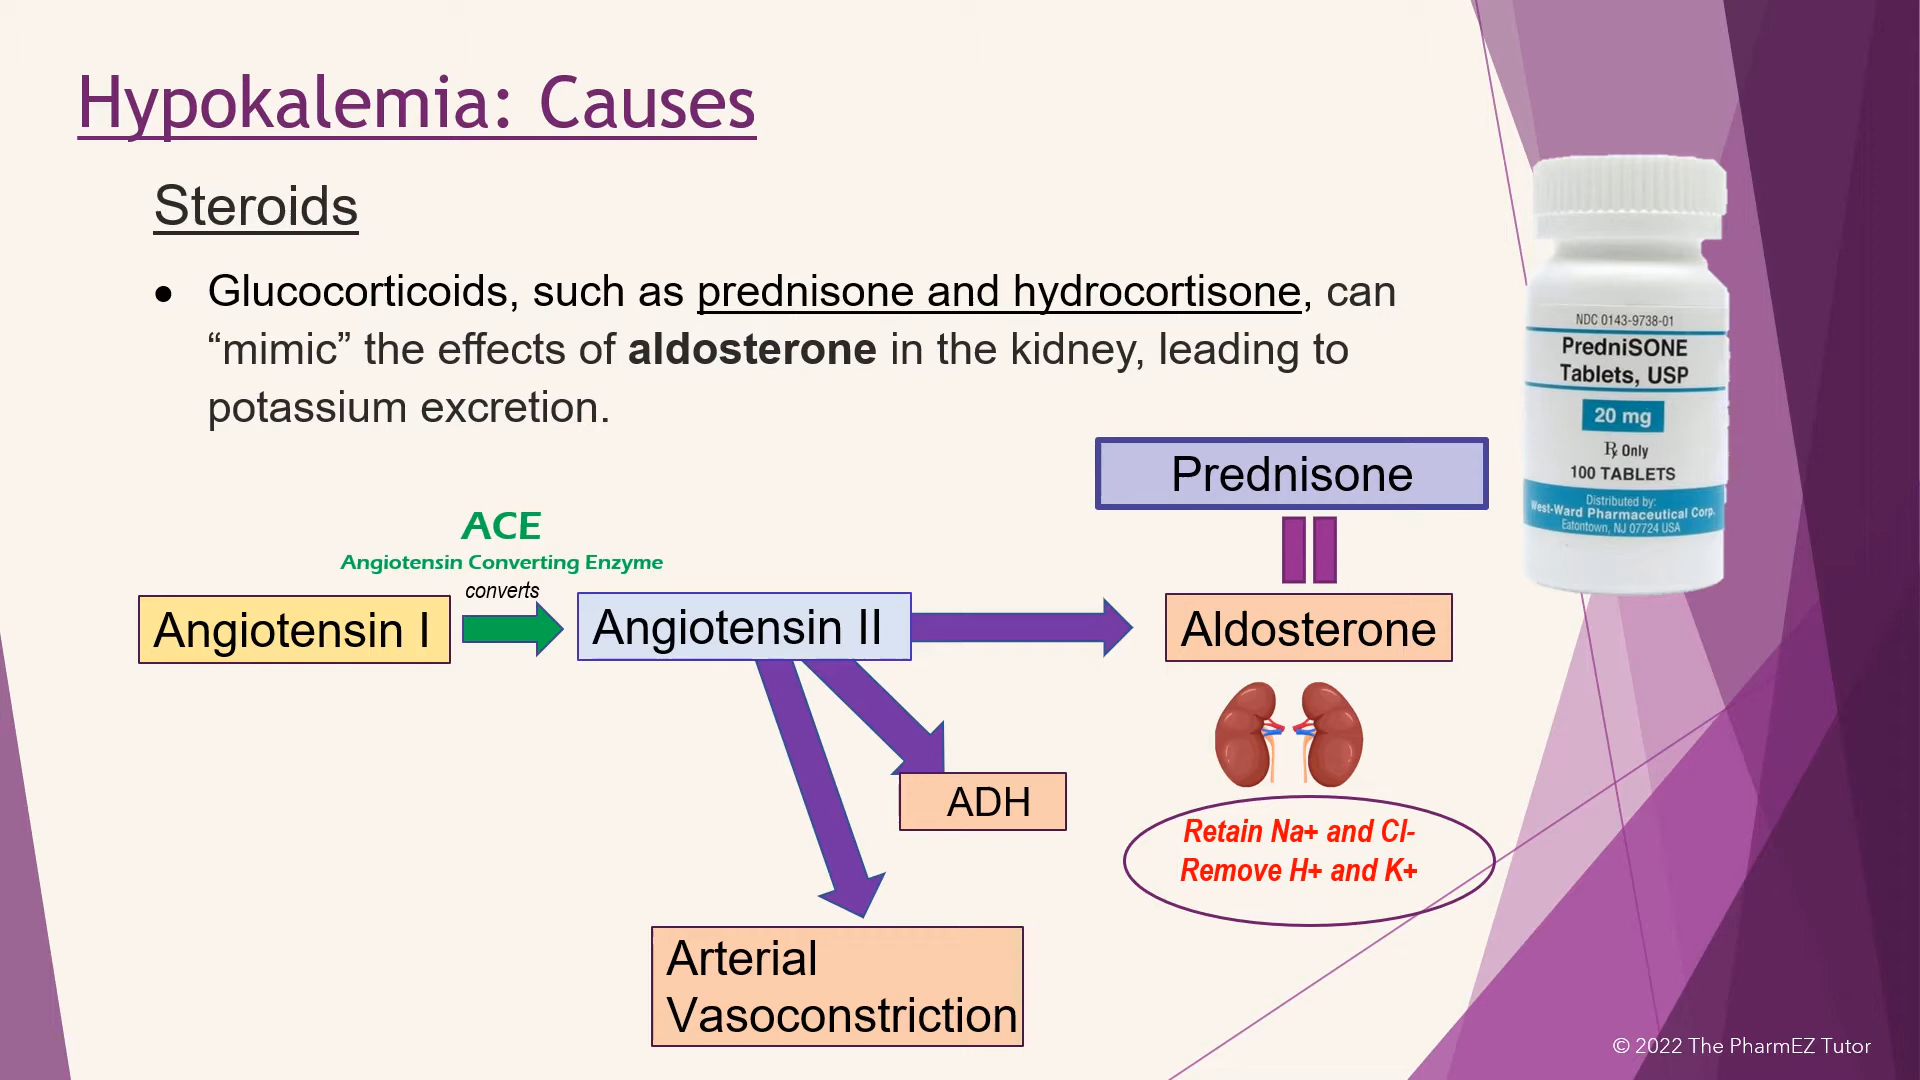 Hypokalemia: Causes
Steroids
● Glucocorticoids, such as prednisone and hydrocortisone, can
“mimic” the effects of aldosterone in the kidney, leading to
potassium excretion.
NDC 0143-9738-01
PredniSONE
Tablets, USP
20 mg
℞ Only
100 TABLETS
Distributed by:
West-Ward Pharmaceutical Corp.
Eatontown, NJ 07724 USA
Prednisone
ACE
Angiotensin Converting Enzyme
converts
Angiotensin I
Angiotensin II
Aldosterone
ADH
Retain Na+ and Cl-
Remove H+ and K+
Arterial
Vasoconstriction
© 2022 The PharmEZ Tutor